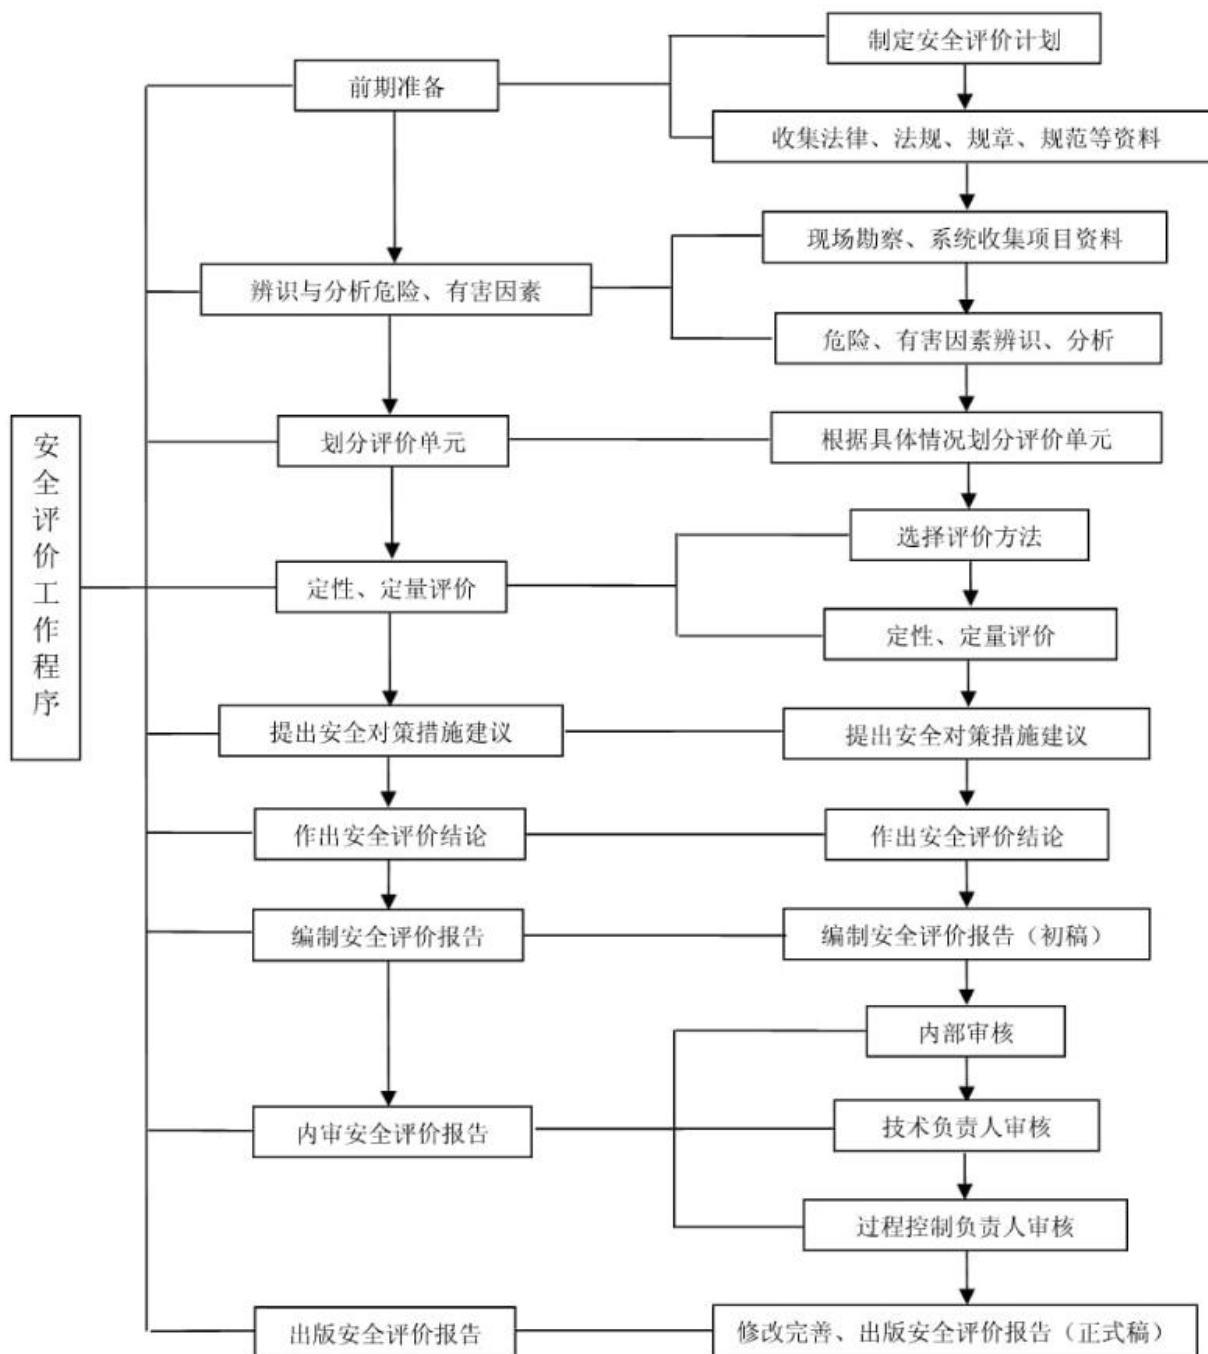 制定安全评价计划
前期准备
收集法律、法规、规章、规范等资料
现场勘察、系统收集项目资料
辨识与分析危险、有害因素
危险、有害因素辨识、分析
安全评价工作程序
划分评价单元
根据具体情况划分评价单元
选择评价方法
定性、定量评价
定性、定量评价
提出安全对策措施建议
提出安全对策措施建议
作出安全评价结论
作出安全评价结论
编制安全评价报告
编制安全评价报告（初稿）
内部审核
内审安全评价报告
技术负责人审核
过程控制负责人审核
出版安全评价报告
修改完善、出版安全评价报告（正式稿）